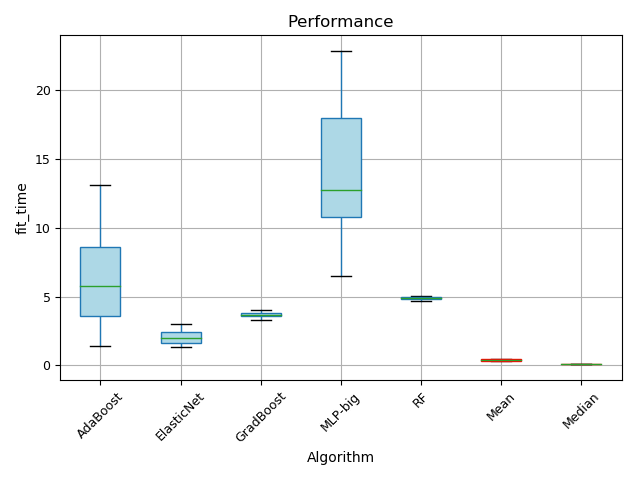 Performance
fit_time
20
15
10
5
0
AdaBoost
ElasticNet
GradBoost
MLP-big
RF
Mean
Median
Algorithm